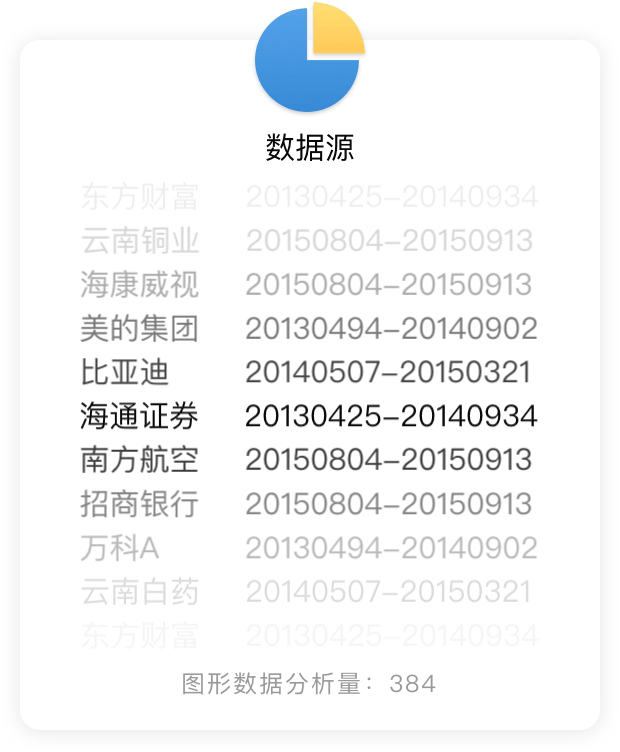 数据源
东方财富 20130425-20140934
云南铜业 20150804-20150913
海康威视 20150804-20150913
美的集团 20130494-20140902
比亚迪 20140507-20150321
海通证券 20130425-20140934
南方航空 20150804-20150913
招商银行 20150804-20150913
万科A 20130494-20140902
云南白药 20140507-20150321
东方财富 20130425-20140934
图形数据分析量：384